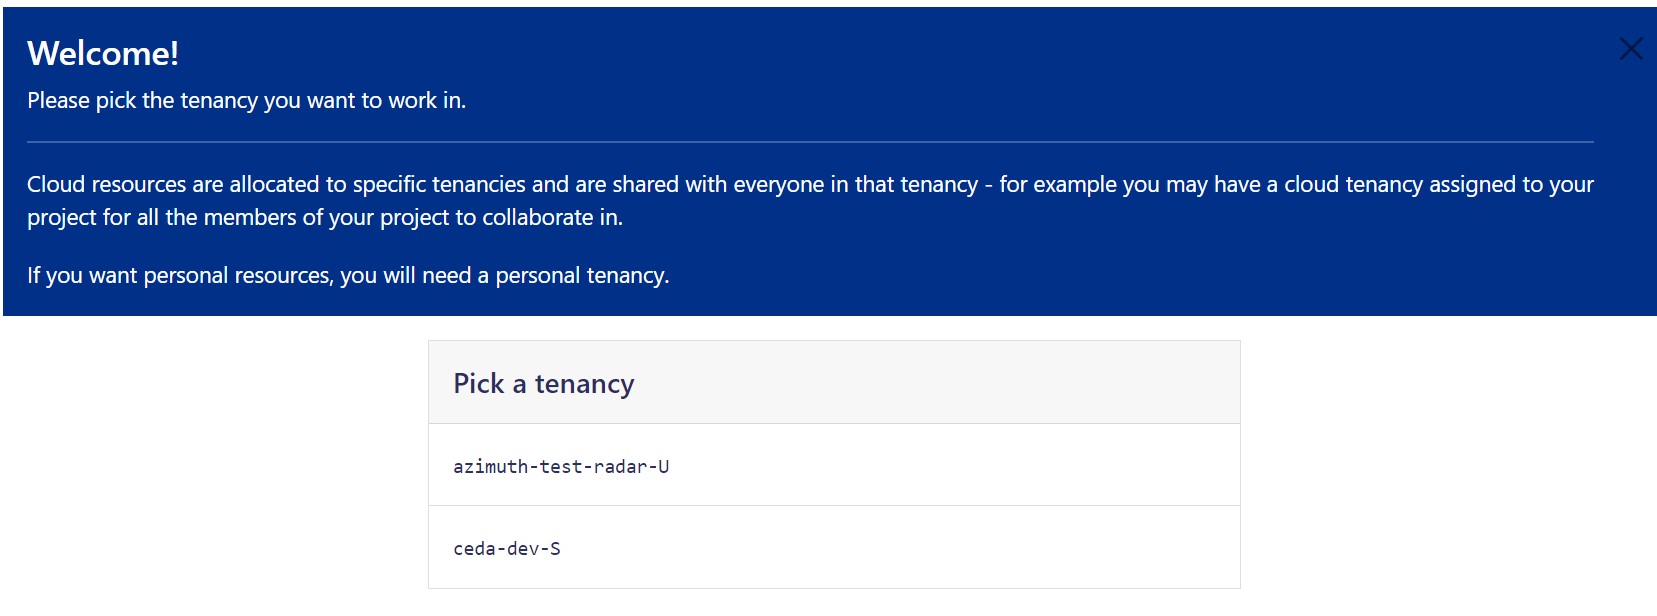 Welcome!
Please pick the tenancy you want to work in.
Cloud resources are allocated to specific tenancies and are shared with everyone in that tenancy - for example you may have a cloud tenancy assigned to your
project for all the members of your project to collaborate in.
If you want personal resources, you will need a personal tenancy.
Pick a tenancy
azimuth-test-radar-U
ceda-dev-S